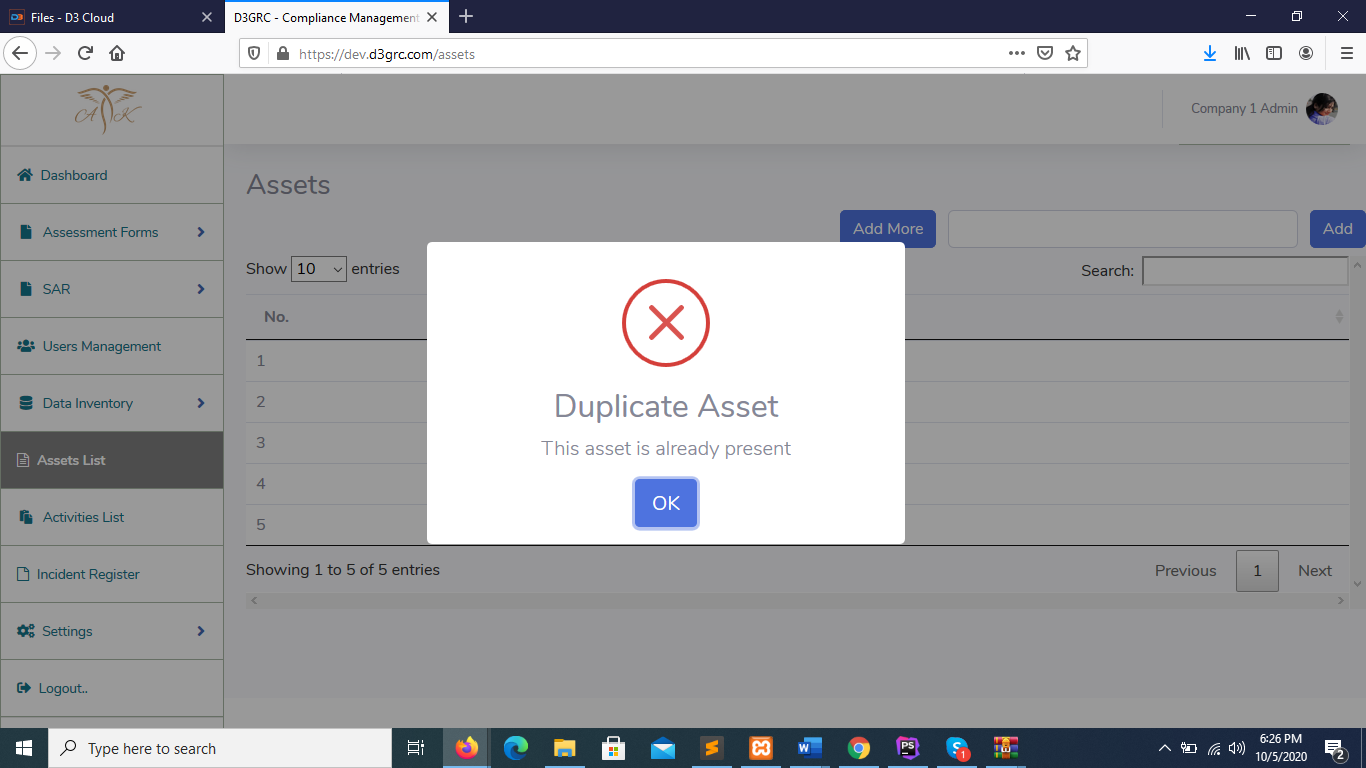 Files - D3 Cloud
D3GRC - Compliance Management
https://dev.d3grc.com/assets
A K
Company 1 Admin
Dashboard
Assessment Forms
SAR
Users Management
Data Inventory
Assets List
Activities List
Incident Register
Settings
Logout..
Assets
Add More
Add
Show 10 entries
Search:
No.
1
2
3
4
5
Duplicate Asset
This asset is already present
OK
Showing 1 to 5 of 5 entries
Previous 1 Next
Type here to search
6:26 PM
10/5/2020